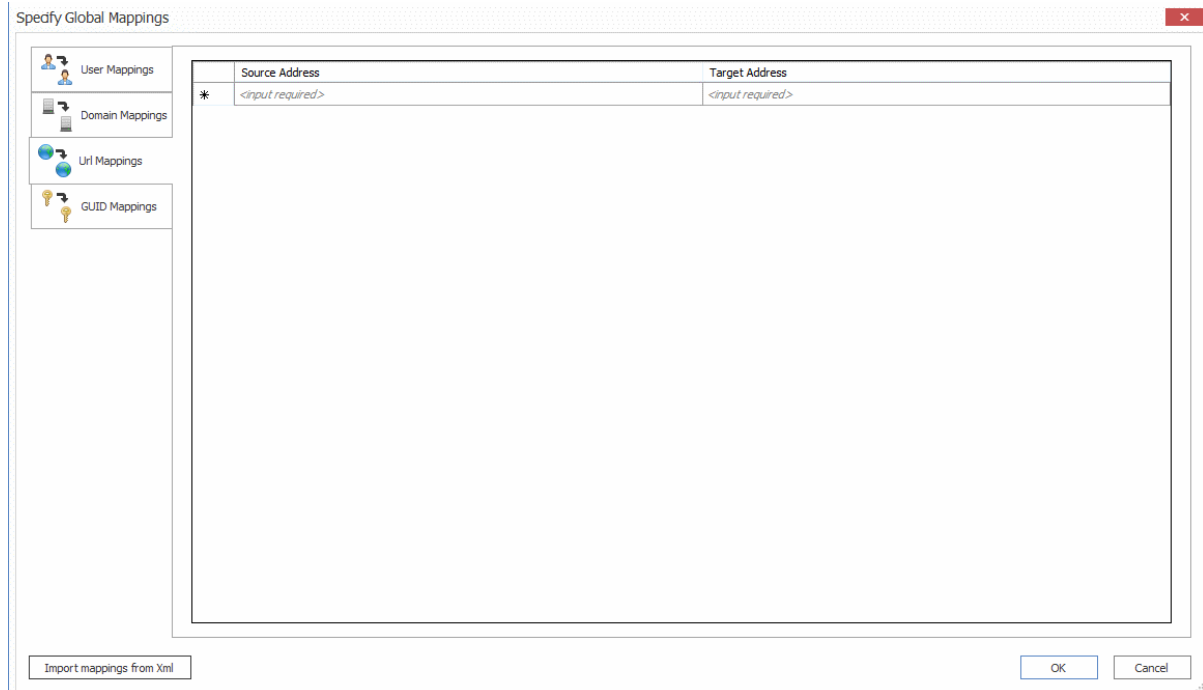 Specify Global Mappings
User Mappings
Domain Mappings
Url Mappings
GUID Mappings
Source Address Target Address
* <input required> <input required>
Import mappings from Xml OK Cancel